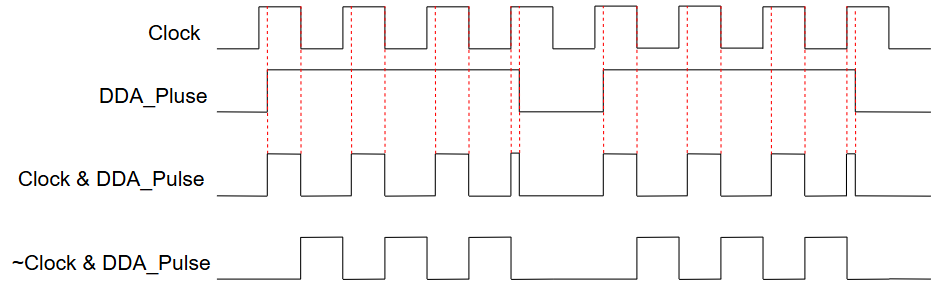 Clock
DDA_Pluse
Clock & DDA_Pulse
~Clock & DDA_Pulse